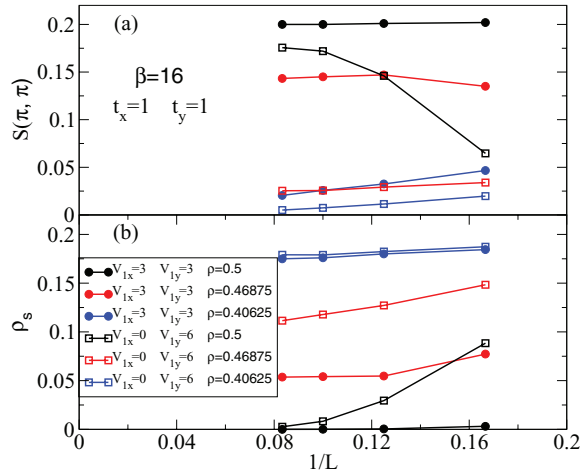 0.2
(a)
0.15
β=16
S(π, π)
0.1
t_x=1 t_y=1
0.05
0
0.2
(b)
0.15
V_1x=3 V_1y=3 ρ=0.5
V_1x=3 V_1y=3 ρ=0.46875
ρ_s
0.1
V_1x=3 V_1y=3 ρ=0.40625
V_1x=0 V_1y=6 ρ=0.5
0.05
V_1x=0 V_1y=6 ρ=0.46875
V_1x=0 V_1y=6 ρ=0.40625
0
0 0.04 0.08 0.12 0.16 0.2
1/L